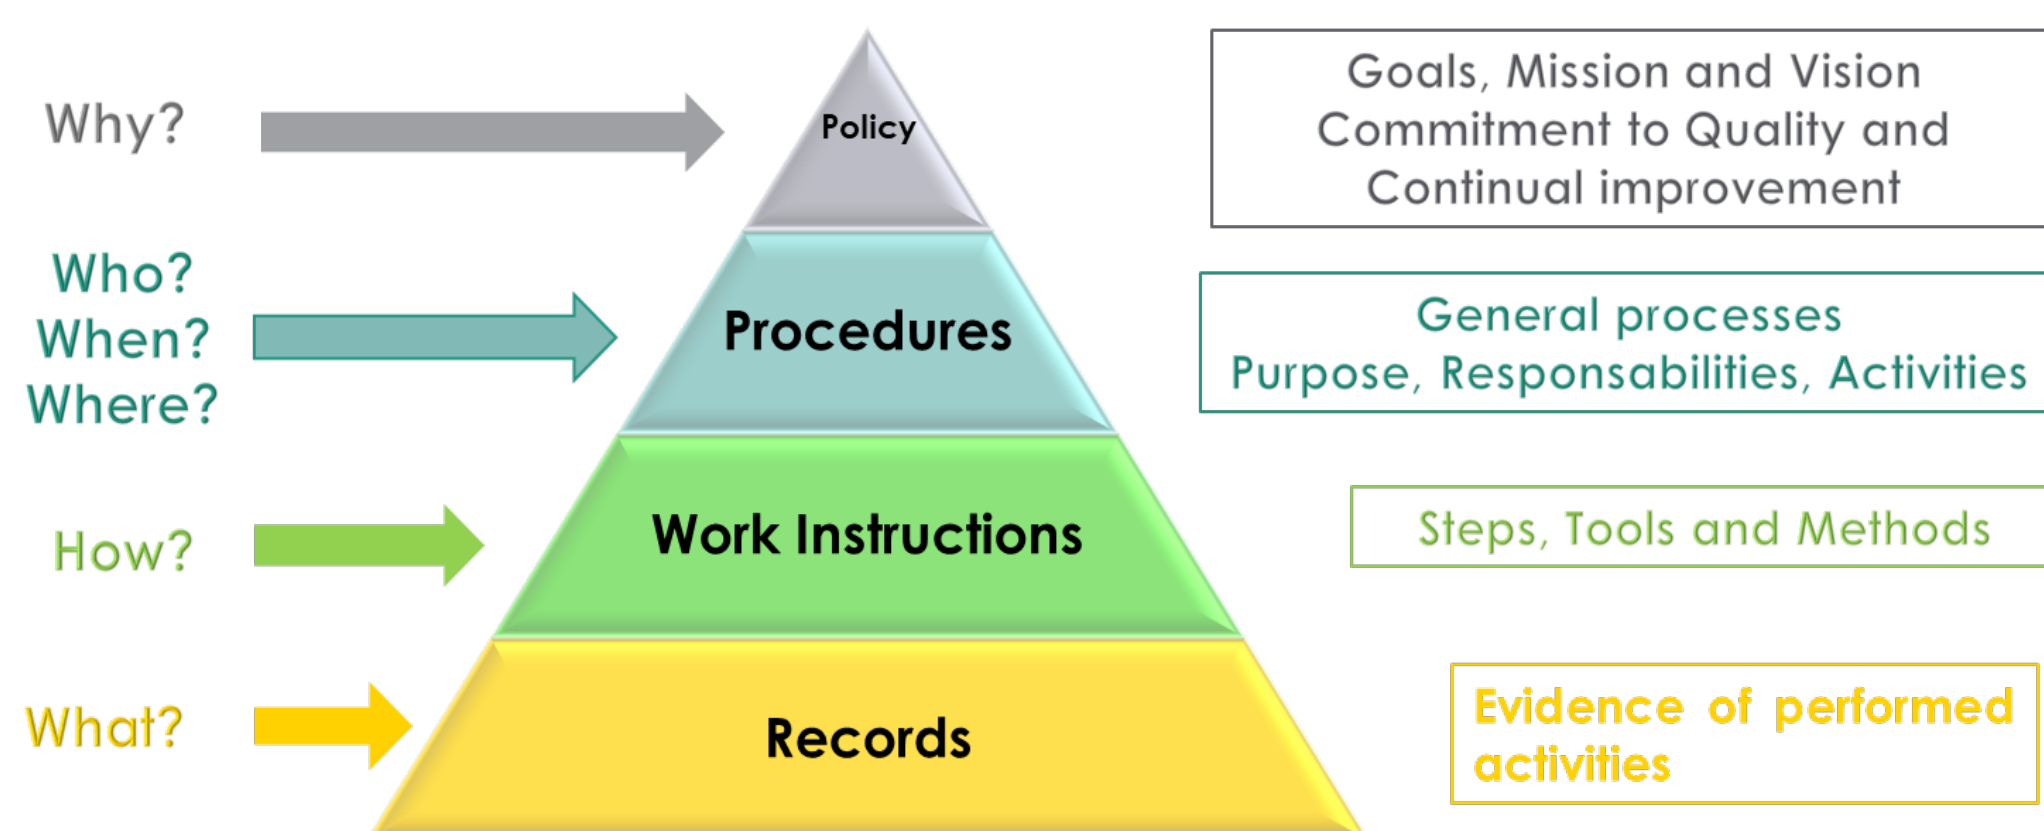 Why?
Policy
Goals, Mission and Vision
Commitment to Quality and
Continual improvement
Who?
When?
Where?
Procedures
General processes
Purpose, Responsabilities, Activities
How?
Work Instructions
Steps, Tools and Methods
What?
Records
Evidence of performed
activities